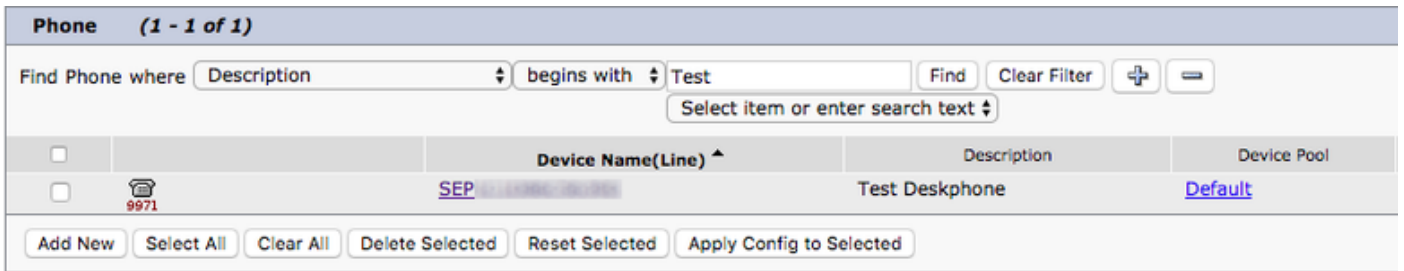 Phone (1 - 1 of 1)
Find Phone where Description begins with Test Find Clear Filter
Select item or enter search text
Device Name(Line) Description Device Pool
SEP Test Deskphone Default
9971
Add New Select All Clear All Delete Selected Reset Selected Apply Config to Selected